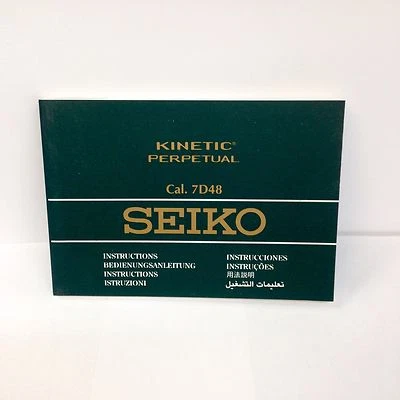 KINETIC®
PERPETUAL
Cal. 7D48
SEIKO
INSTRUCTIONS
BEDIENUNGSANLEITUNG
INSTRUCTIONS
ISTRUZIONI
INSTRUCCIONES
INSTRUÇÕES
用法説明
تعليمات التشغيل